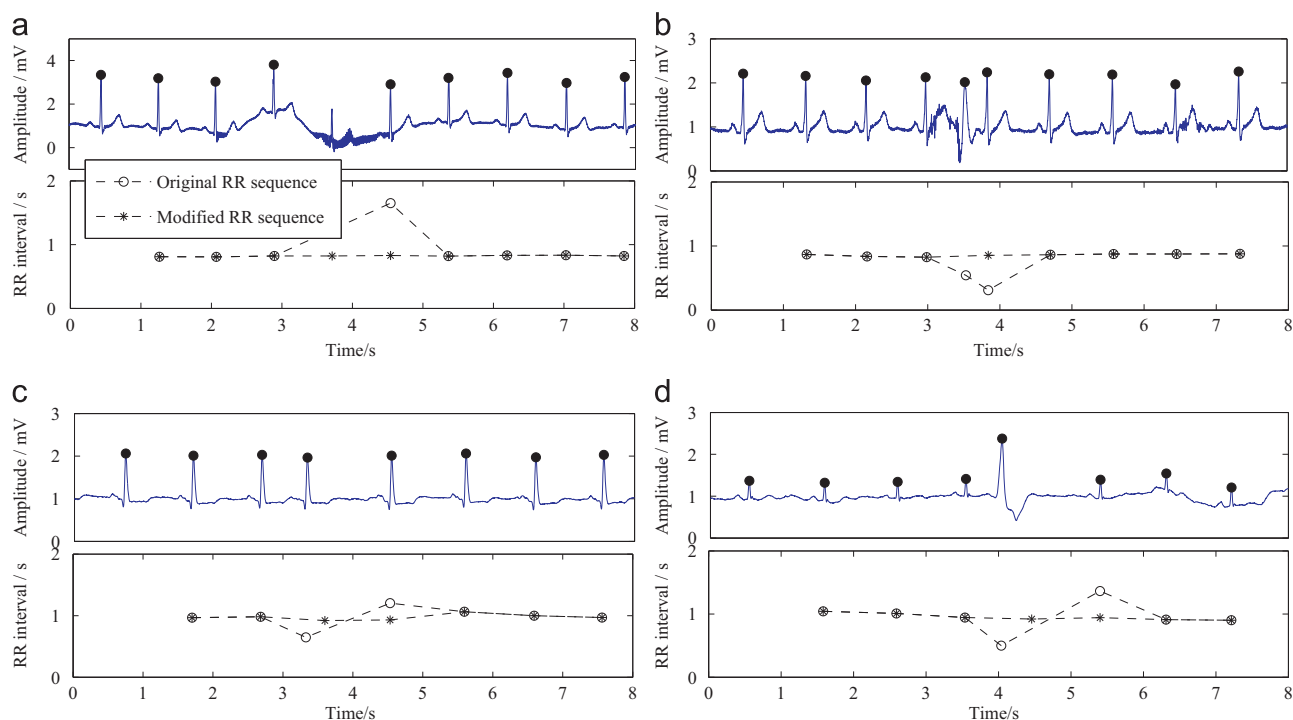 a
Amplitude / mV
4
2
0
Original RR sequence
Modified RR sequence
RR interval / s
2
1
0
0 1 2 3 4 5 6 7 8
Time/s
b
Amplitude / mV
3
2
1
0
RR interval / s
2
1
0
0 1 2 3 4 5 6 7 8
Time/s
c
Amplitude / mV
3
2
1
0
RR interval / s
2
1
0
0 1 2 3 4 5 6 7 8
Time/s
d
Amplitude / mV
3
2
1
0
RR interval / s
2
1
0
0 1 2 3 4 5 6 7 8
Time/s